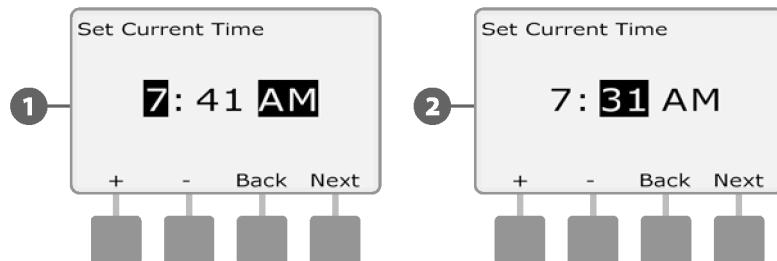 Set Current Time
1
7: 41 AM
+ - Back Next
Set Current Time
2
7: 31 AM
+ - Back Next